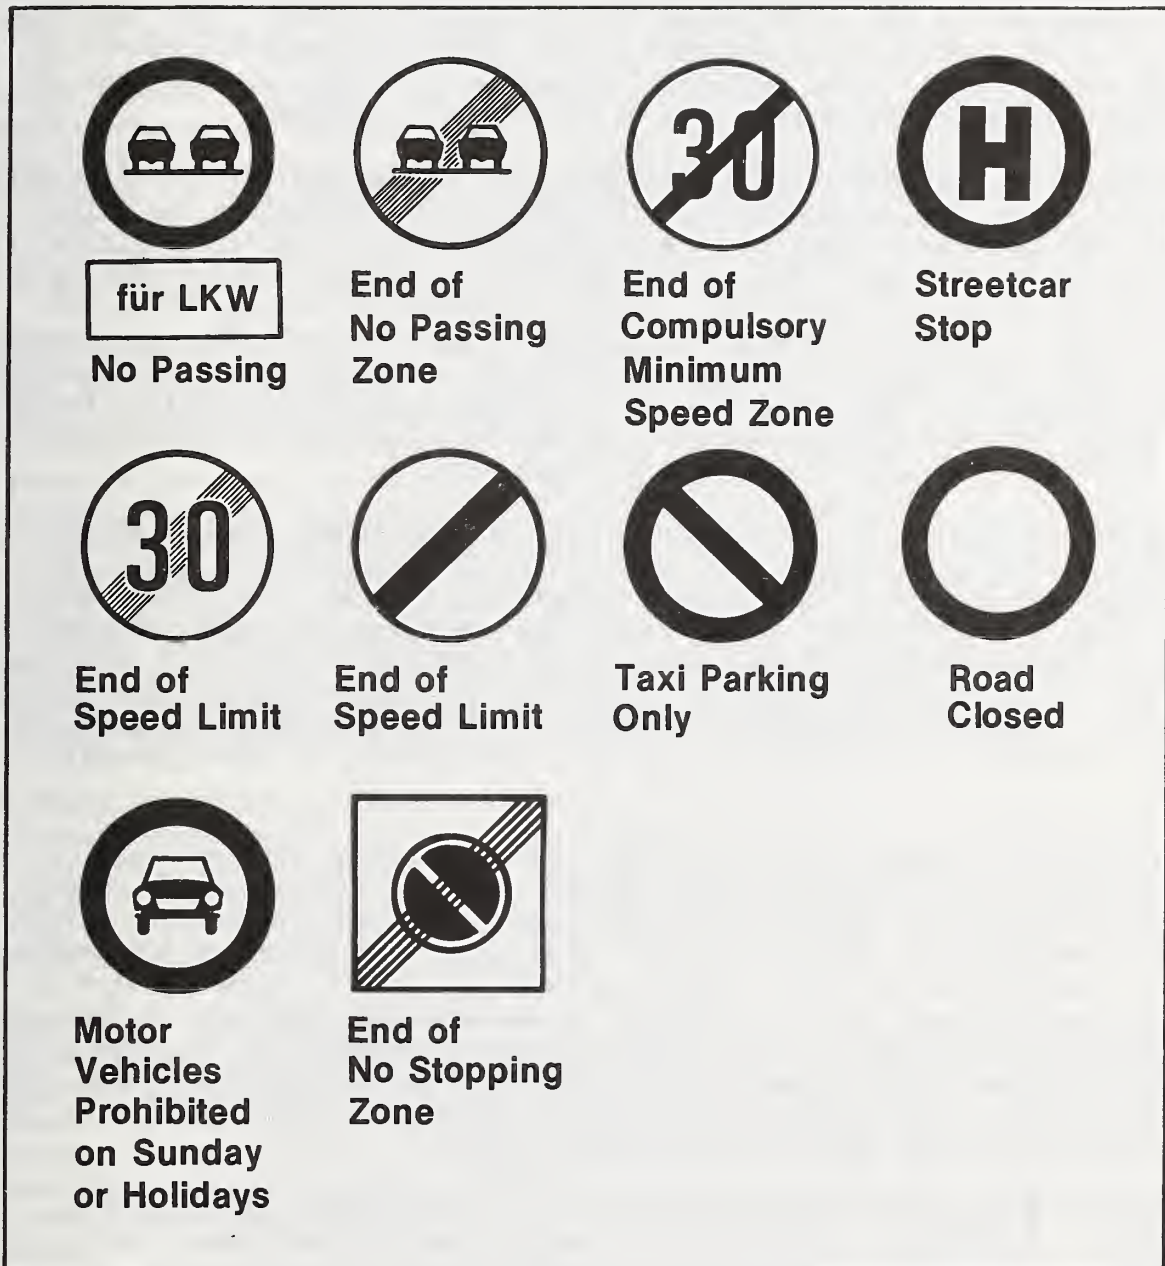 für LKW
No Passing
End of
No Passing
Zone
30
End of
Compulsory
Minimum
Speed Zone
H
Streetcar
Stop
30
End of
Speed Limit
End of
Speed Limit
Taxi Parking
Only
Road
Closed
Motor
Vehicles
Prohibited
on Sunday
or Holidays
End of
No Stopping
Zone